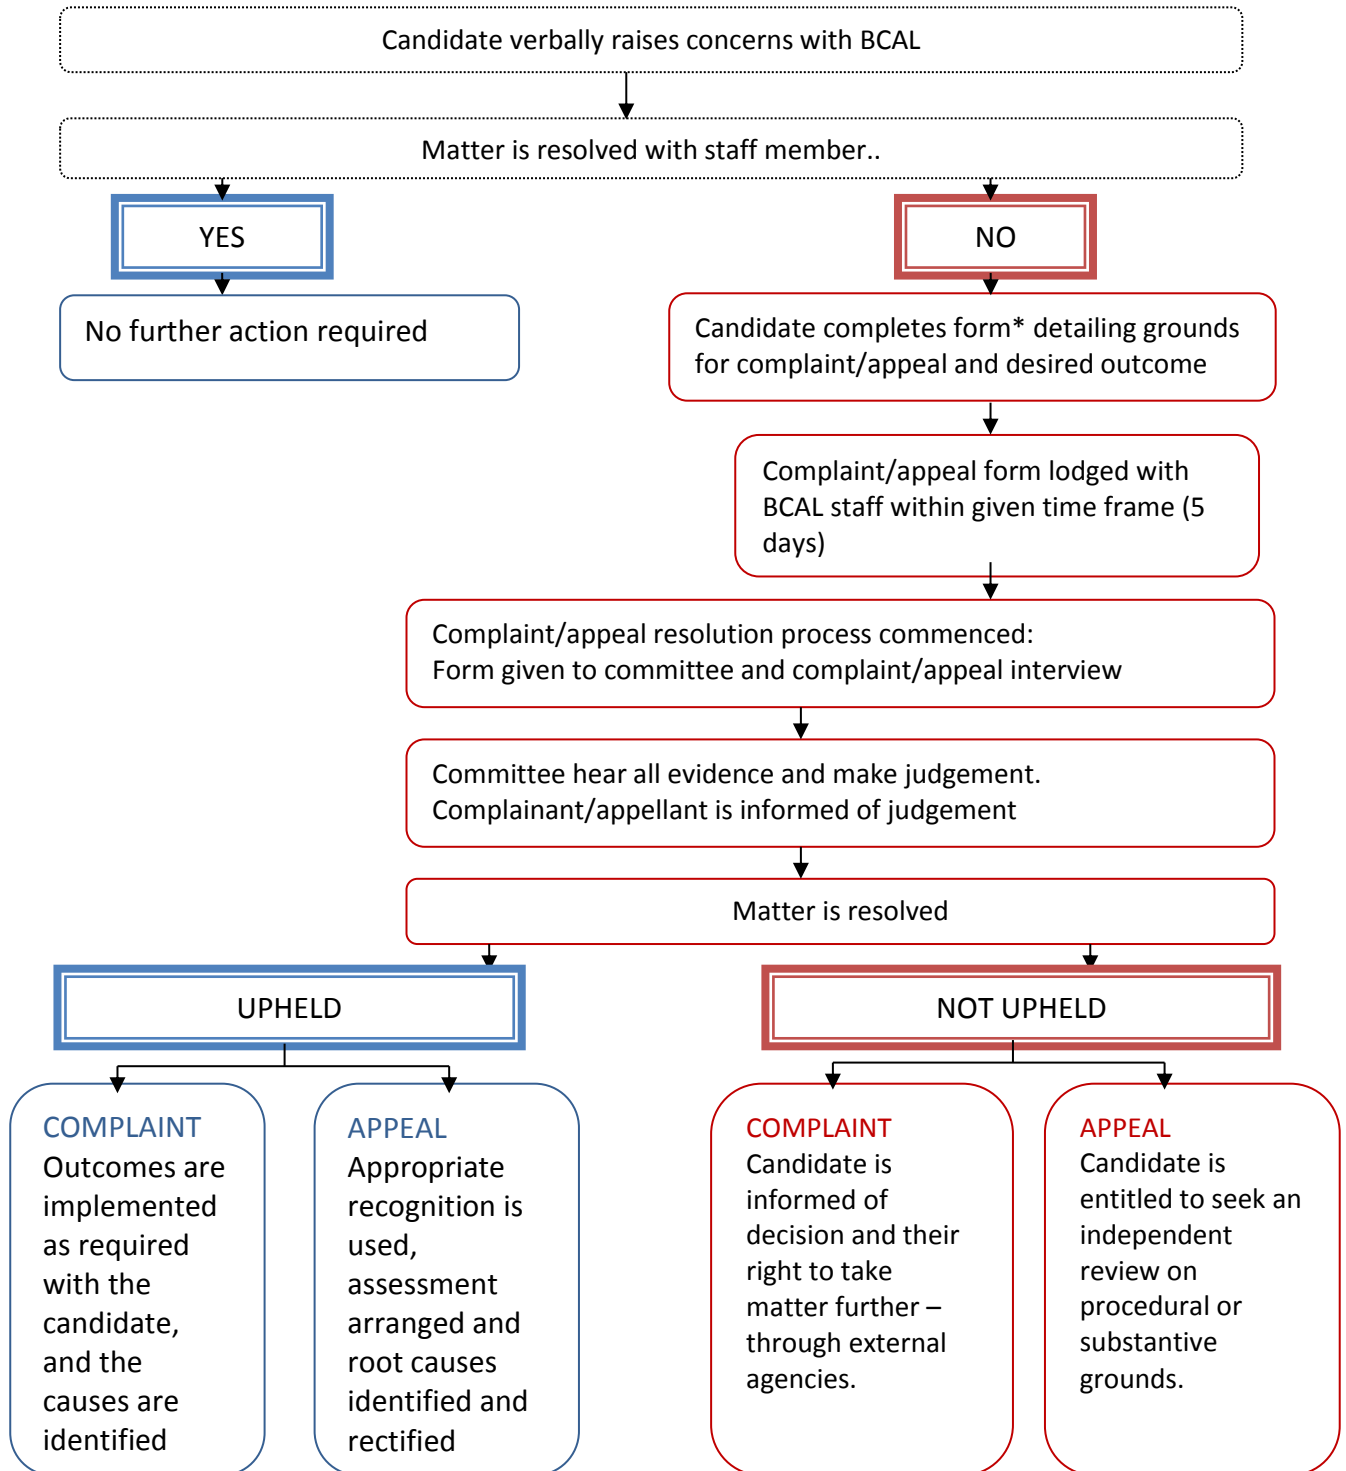 Candidate verbally raises concerns with BCAL
Matter is resolved with staff member..
YES
NO
No further action required
Candidate completes form* detailing grounds
for complaint/appeal and desired outcome
Complaint/appeal form lodged with
BCAL staff within given time frame (5
days)
Complaint/appeal resolution process commenced:
Form given to committee and complaint/appeal interview
Committee hear all evidence and make judgement.
Complainant/appellant is informed of judgement
Matter is resolved
UPHELD
NOT UPHELD
COMPLAINT
Outcomes are
implemented
as required
with the
candidate,
and the
causes are
identified
APPEAL
Appropriate
recognition is
used,
assessment
arranged and
root causes
identified and
rectified
COMPLAINT
Candidate is
informed of
decision and their
right to take
matter further –
through external
agencies.
APPEAL
Candidate is
entitled to seek an
independent
review on
procedural or
substantive
grounds.